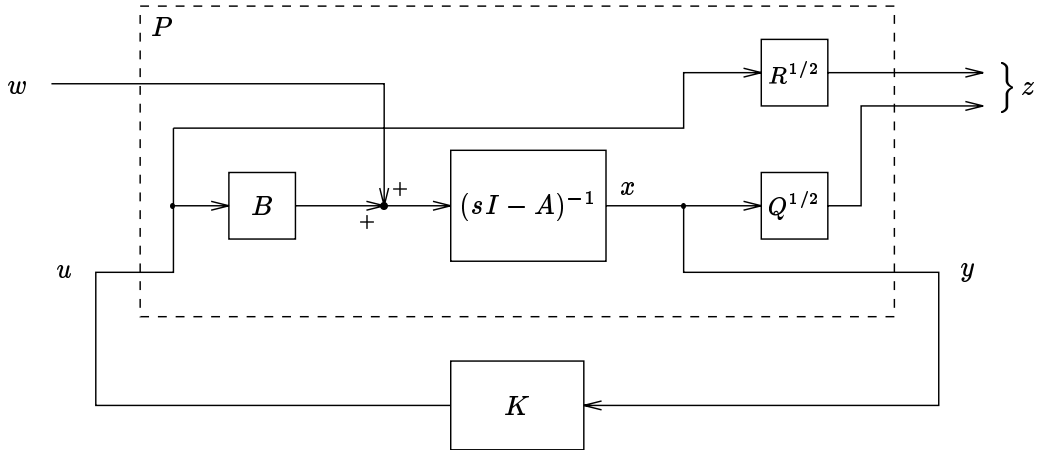 P
R^{1/2}
w
} z
+
x
B
(sI − A)^{−1}
Q^{1/2}
+
u
y
K